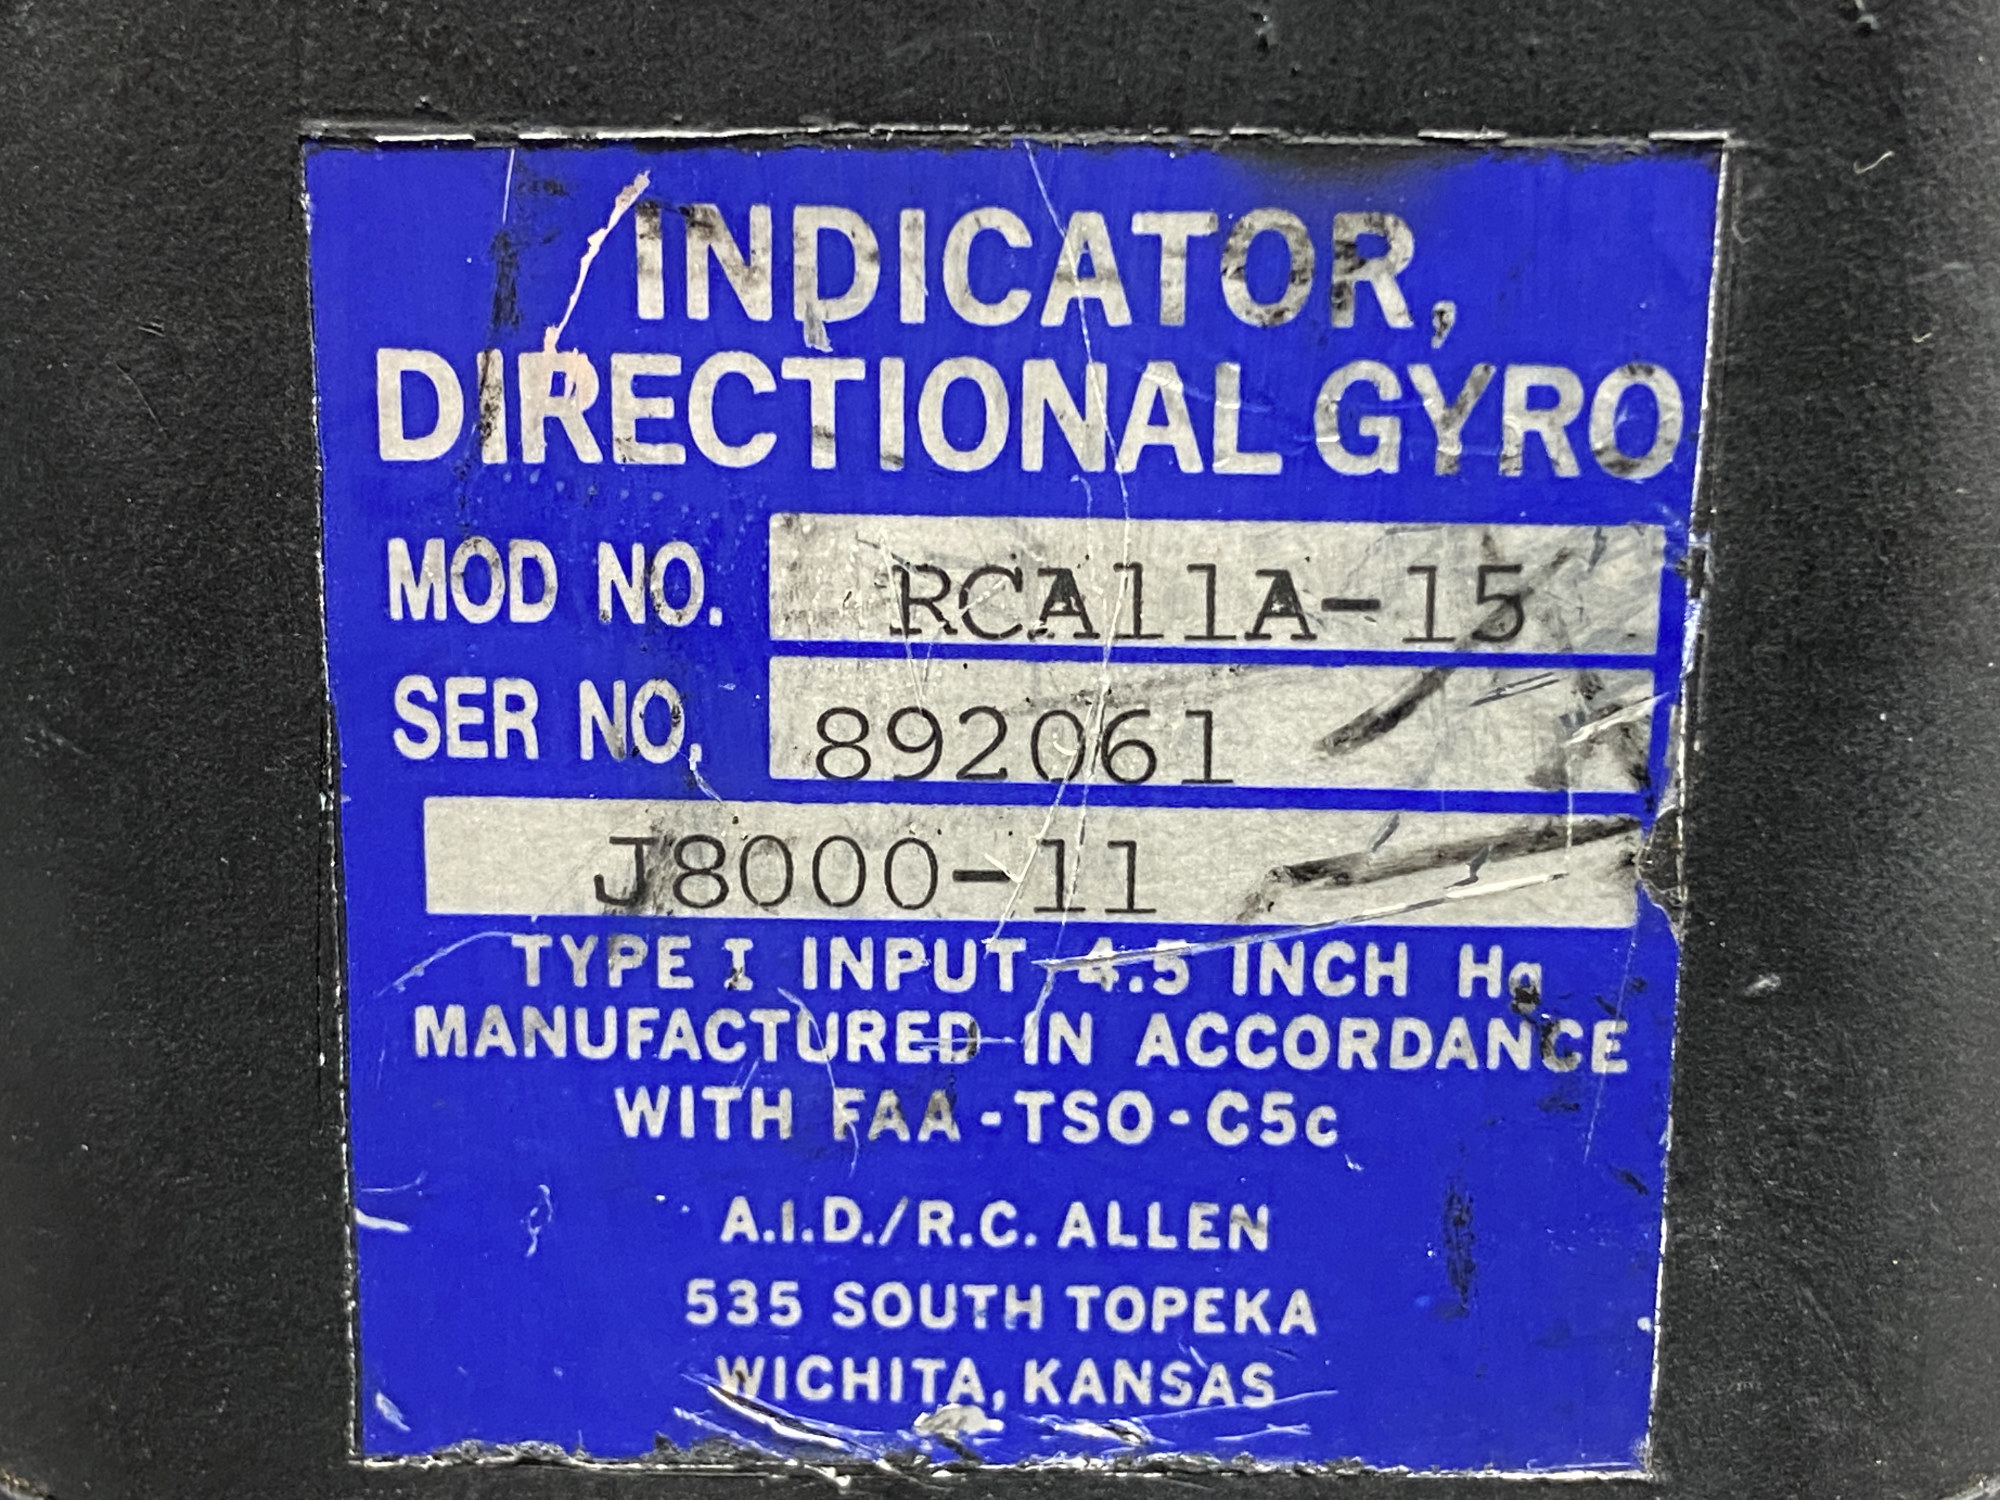 INDICATOR,
DIRECTIONAL GYRO
MOD NO. RCA11A-15
SER NO. 892061
J8000-11
TYPE I INPUT 4.5 INCH Hg
MANUFACTURED IN ACCORDANCE
WITH FAA-TSO-C5c
A.I.D./R.C. ALLEN
535 SOUTH TOPEKA
WICHITA, KANSAS